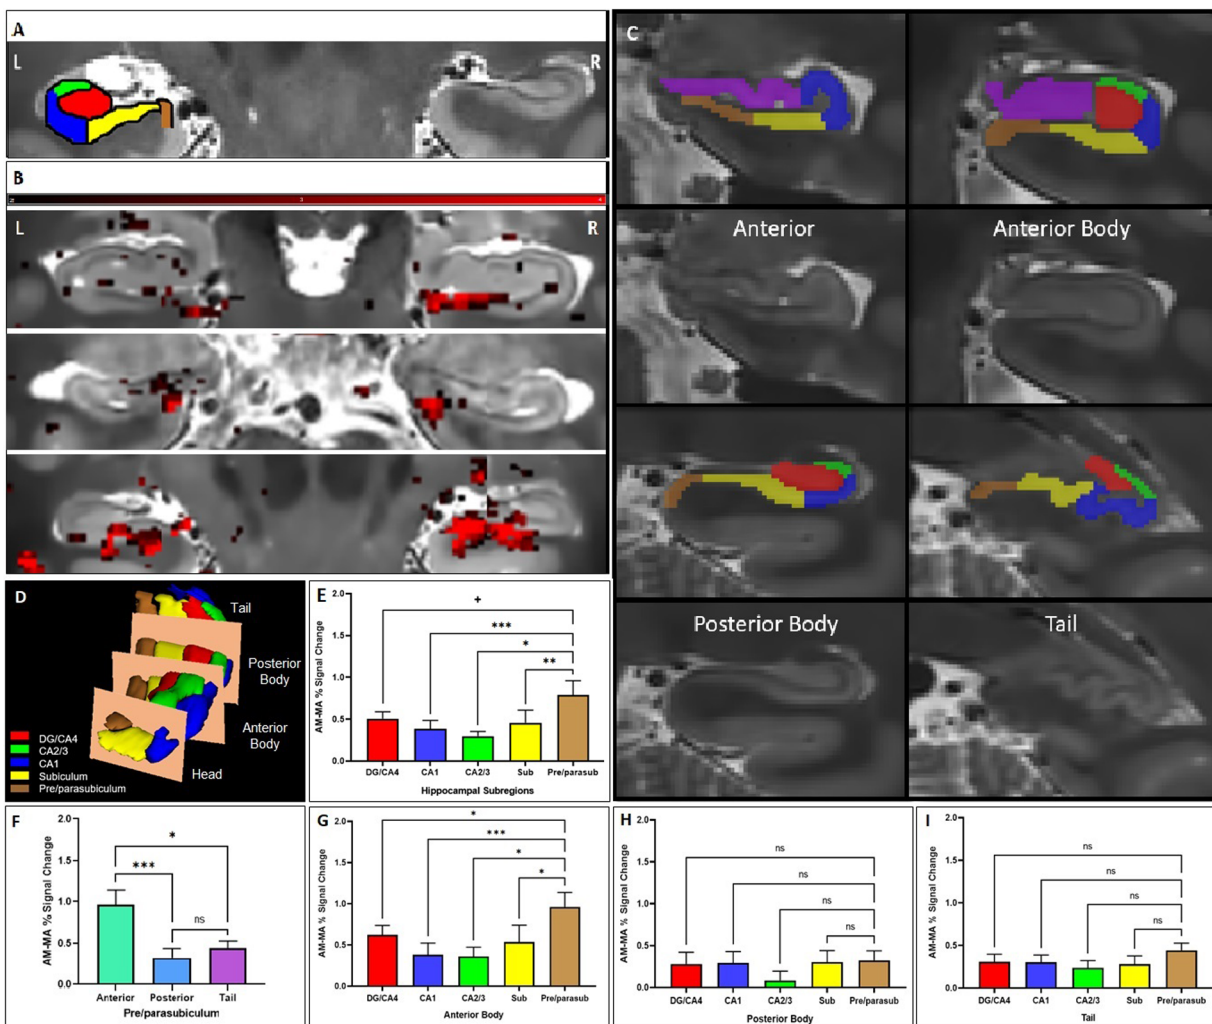 A
L
R
B
2
3
4
L
R
C
Anterior
Anterior Body
Posterior Body
Tail
D
Tail
Posterior
Body
Anterior
Body
Head
DG/CA4
CA2/3
CA1
Subiculum
Pre/parasubiculum
E
AM-MA % Signal Change
2.0
1.5
1.0
0.5
0.0
+
***
*
**
DG/CA4 CA1 CA2/3 Sub Pre/parasub
Hippocampal Subregions
F
AM-MA % Signal Change
2.0
1.5
1.0
0.5
0.0
*
***
ns
Anterior Posterior Tail
Pre/parasubiculum
G
AM-MA % Signal Change
2.0
1.5
1.0
0.5
0.0
*
***
*
*
DG/CA4 CA1 CA2/3 Sub Pre/parasub
Anterior Body
H
AM-MA % Signal Change
2.0
1.5
1.0
0.5
0.0
ns
ns
ns
ns
DG/CA4 CA1 CA2/3 Sub Pre/parasub
Posterior Body
I
AM-MA % Signal Change
2.0
1.5
1.0
0.5
0.0
ns
ns
ns
ns
DG/CA4 CA1 CA2/3 Sub Pre/parasub
Tail